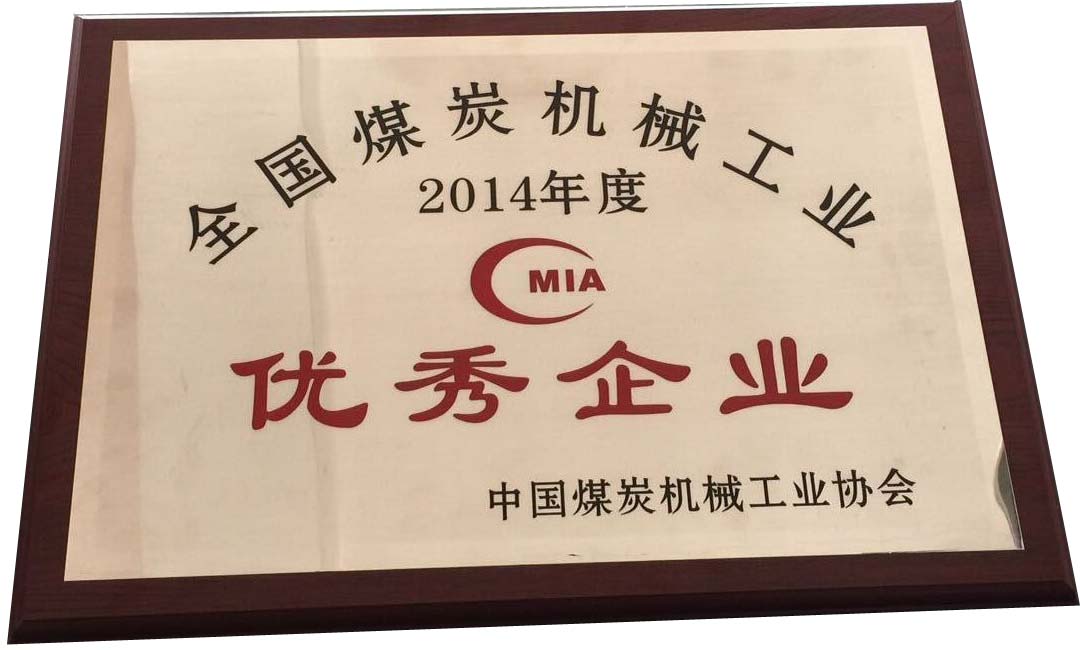 全国煤炭机械工业
2014年度
CMIA
优秀企业
中国煤炭机械工业协会